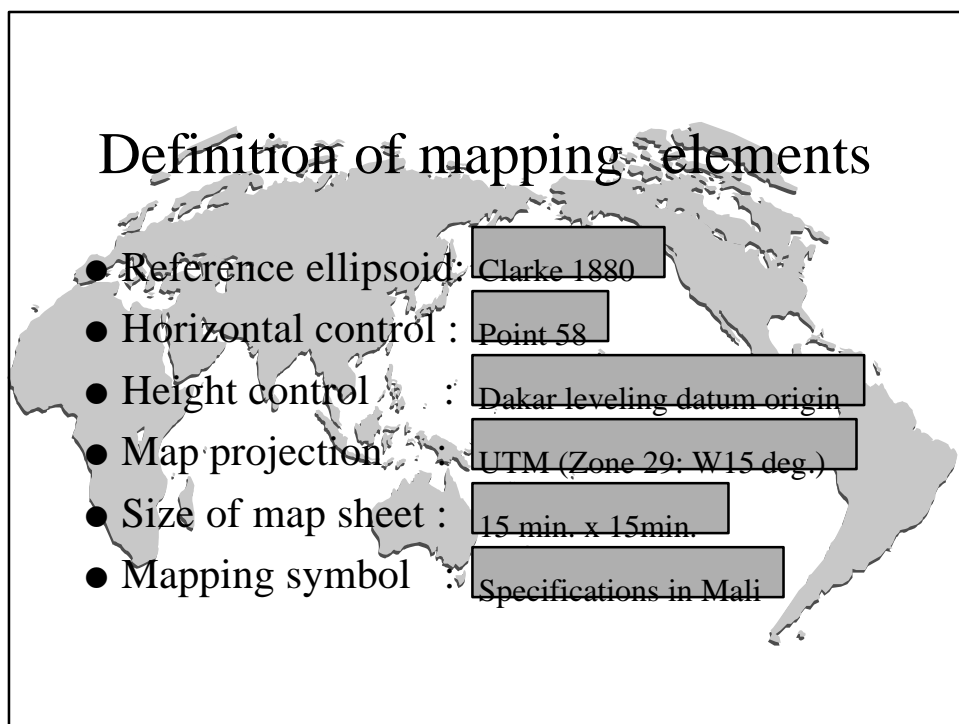 Definition of mapping elements
● Reference ellipsoid: Clarke 1880
● Horizontal control : Point 58
● Height control : Dakar leveling datum origin
● Map projection : UTM (Zone 29: W15 deg.)
● Size of map sheet : 15 min. x 15min.
● Mapping symbol : Specifications in Mali